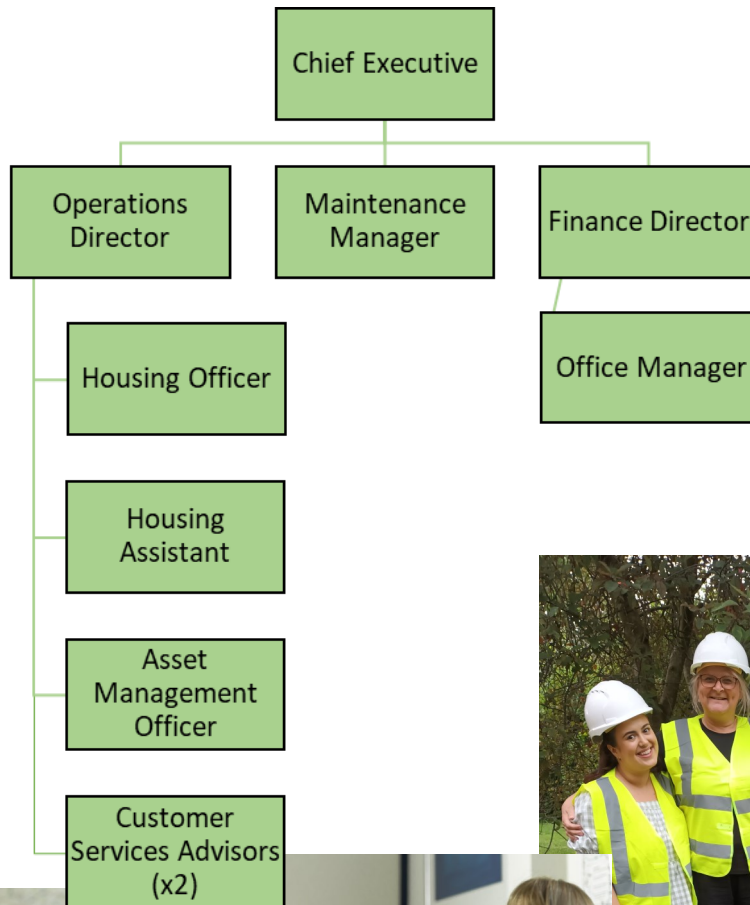 Chief Executive
Operations
Director
Maintenance
Manager
Finance Director
Housing Officer
Office Manager
Housing
Assistant
Asset
Management
Officer
Customer
Services Advisors
(x2)